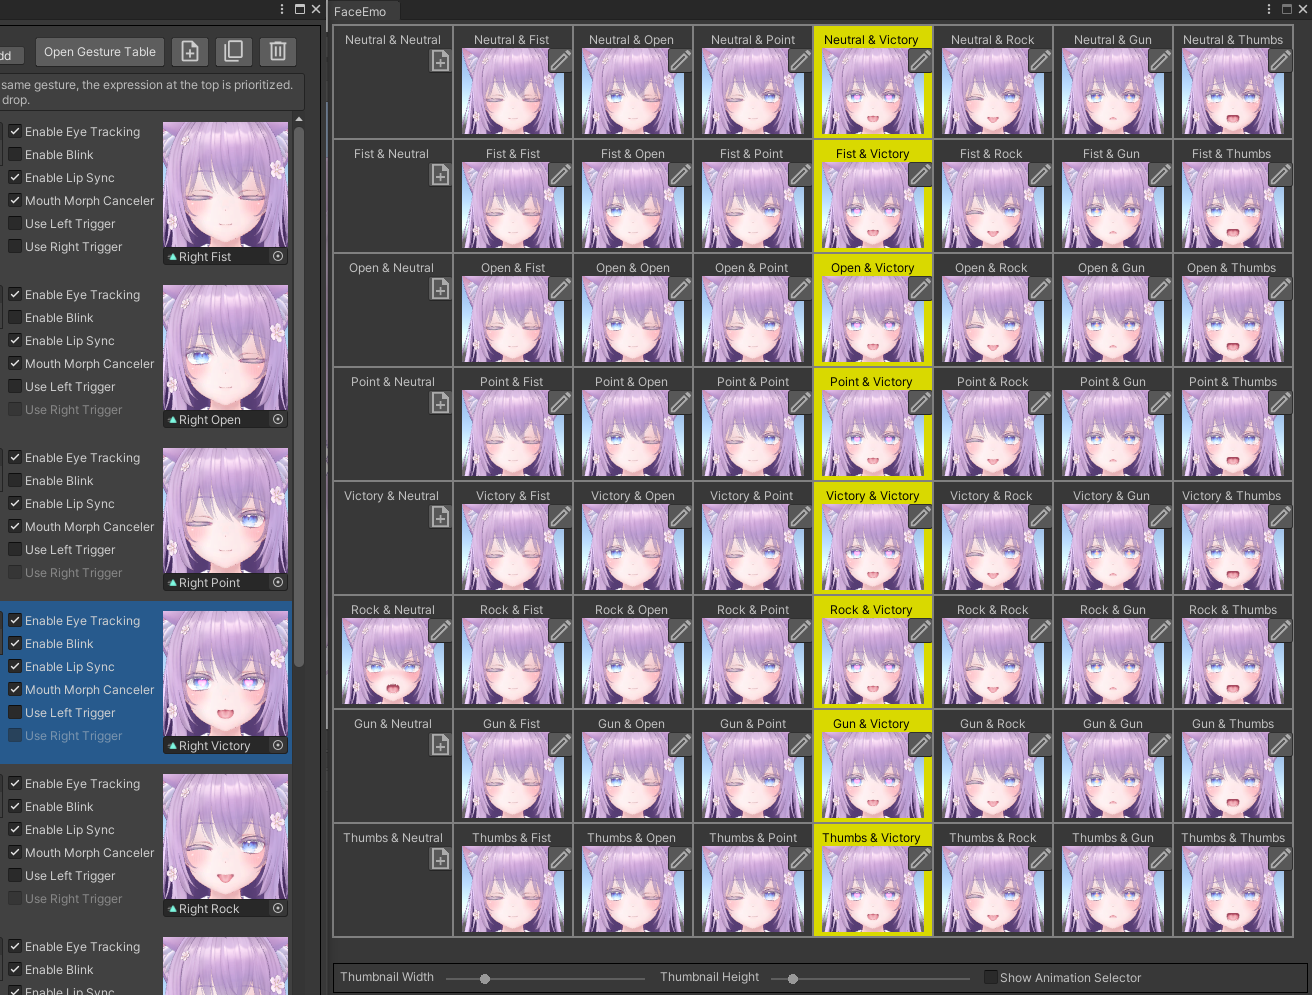 FaceEmo
dd
Open Gesture Table
same gesture, the expression at the top is prioritized.
drop.
Enable Eye Tracking
Enable Blink
Enable Lip Sync
Mouth Morph Canceler
Use Left Trigger
Use Right Trigger
Right Fist
Enable Eye Tracking
Enable Blink
Enable Lip Sync
Mouth Morph Canceler
Use Left Trigger
Use Right Trigger
Right Open
Enable Eye Tracking
Enable Blink
Enable Lip Sync
Mouth Morph Canceler
Use Left Trigger
Use Right Trigger
Right Point
Enable Eye Tracking
Enable Blink
Enable Lip Sync
Mouth Morph Canceler
Use Left Trigger
Use Right Trigger
Right Victory
Enable Eye Tracking
Enable Blink
Enable Lip Sync
Mouth Morph Canceler
Use Left Trigger
Use Right Trigger
Right Rock
Enable Eye Tracking
Enable Blink
Enable Lip Sync
Neutral & Neutral Neutral & Fist Neutral & Open Neutral & Point Neutral & Victory Neutral & Rock Neutral & Gun Neutral & Thumbs
Fist & Neutral Fist & Fist Fist & Open Fist & Point Fist & Victory Fist & Rock Fist & Gun Fist & Thumbs
Open & Neutral Open & Fist Open & Open Open & Point Open & Victory Open & Rock Open & Gun Open & Thumbs
Point & Neutral Point & Fist Point & Open Point & Point Point & Victory Point & Rock Point & Gun Point & Thumbs
Victory & Neutral Victory & Fist Victory & Open Victory & Point Victory & Victory Victory & Rock Victory & Gun Victory & Thumbs
Rock & Neutral Rock & Fist Rock & Open Rock & Point Rock & Victory Rock & Rock Rock & Gun Rock & Thumbs
Gun & Neutral Gun & Fist Gun & Open Gun & Point Gun & Victory Gun & Rock Gun & Gun Gun & Thumbs
Thumbs & Neutral Thumbs & Fist Thumbs & Open Thumbs & Point Thumbs & Victory Thumbs & Rock Thumbs & Gun Thumbs & Thumbs
Thumbnail Width Thumbnail Height Show Animation Selector